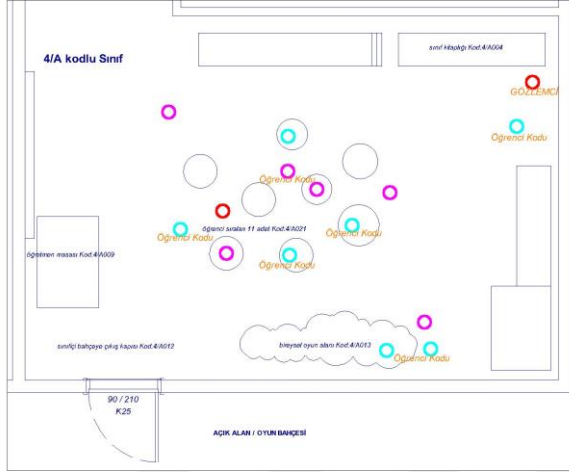 4/A kodlu Sınıf
sınıf kitaplığı Kod:4/A004
GÖZLEMCİ
Öğrenci Kodu
Öğrenci Kodu
öğrenci sıraları 11 adet Kod:4/A021
Öğrenci Kodu
Öğrenci Kodu
öğretmen masası Kod:4/A009
Öğrenci Kodu
sınıfiçi bahçeye çıkış kapısı Kod:4/A012
bireysel oyun alanı Kod:4/A013
Öğrenci Kodu
90 / 210
K25
AÇIK ALAN / OYUN BAHÇESİ